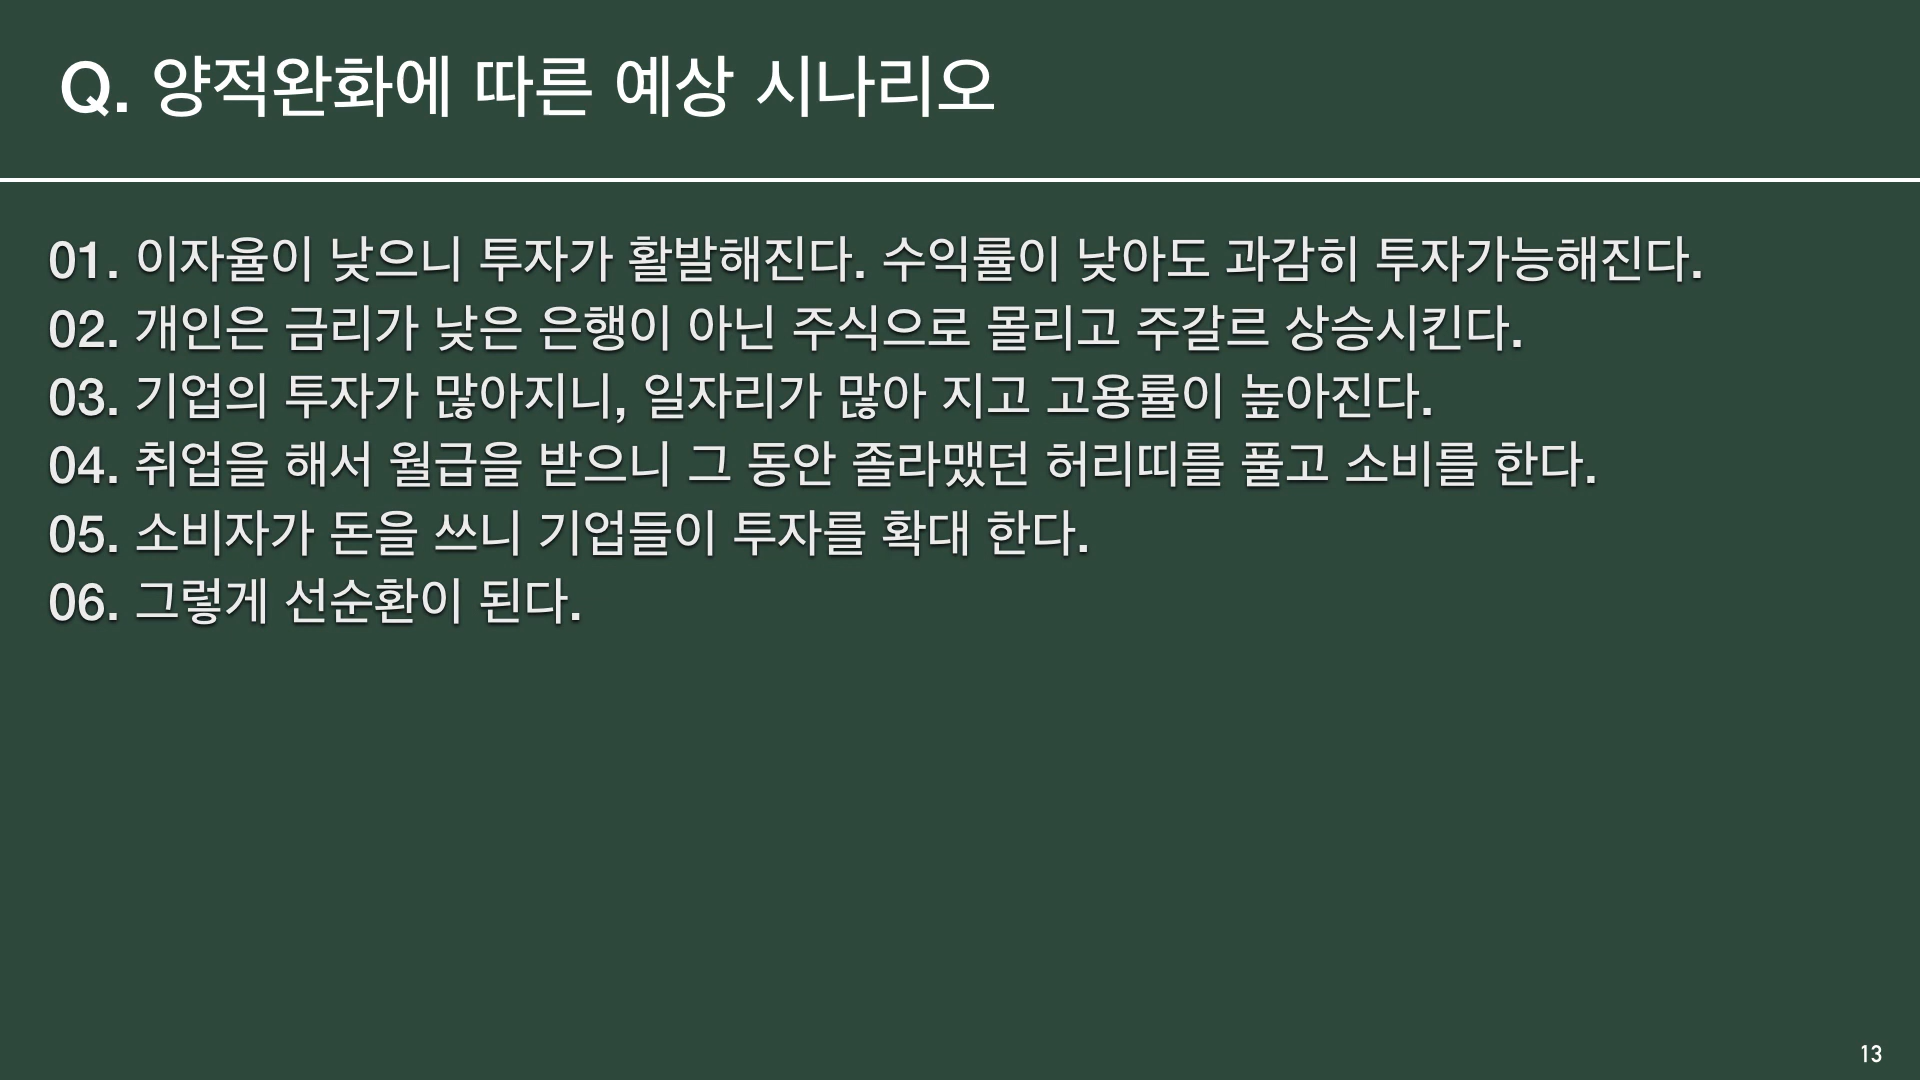 Q. 양적완화에 따른 예상 시나리오
01. 이자율이 낮으니 투자가 활발해진다. 수익률이 낮아도 과감히 투자가능해진다.
02. 개인은 금리가 낮은 은행이 아닌 주식으로 몰리고 주갈르 상승시킨다.
03. 기업의 투자가 많아지니, 일자리가 많아 지고 고용률이 높아진다.
04. 취업을 해서 월급을 받으니 그 동안 졸라맸던 허리띠를 풀고 소비를 한다.
05. 소비자가 돈을 쓰니 기업들이 투자를 확대 한다.
06. 그렇게 선순환이 된다.
13